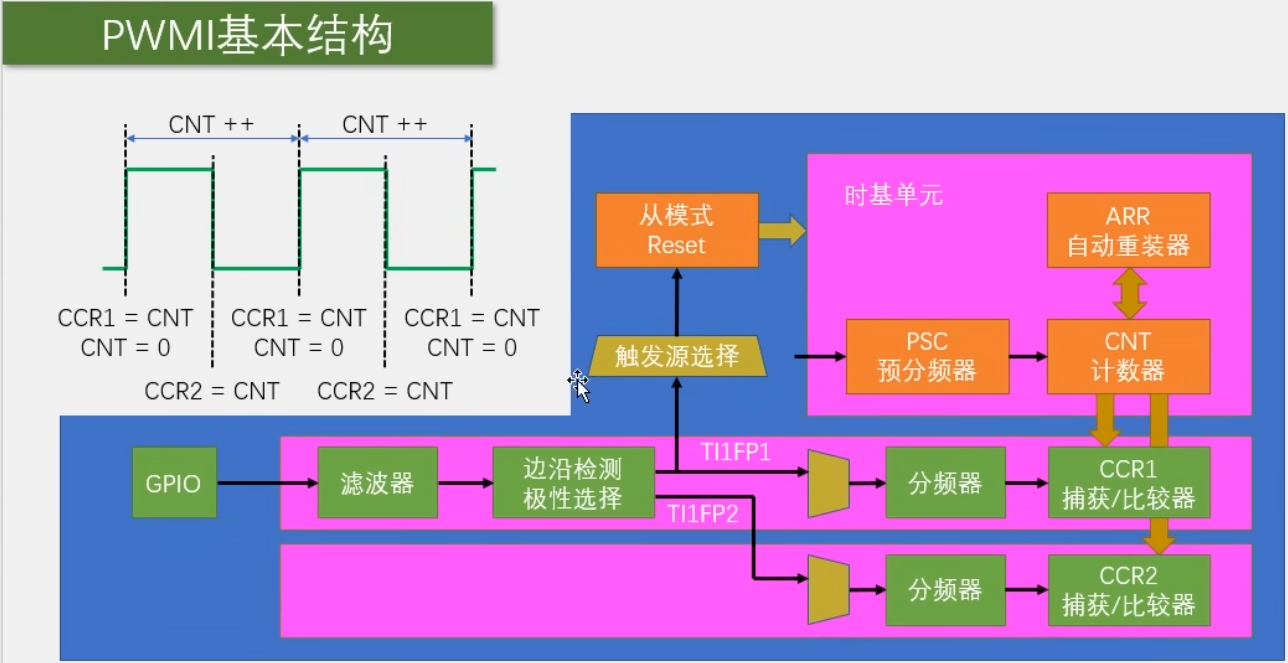 PWMI基本结构
CNT ++
CNT ++
CCR1 = CNT
CNT = 0
CCR1 = CNT
CNT = 0
CCR1 = CNT
CNT = 0
CCR2 = CNT
CCR2 = CNT
从模式
Reset
时基单元
ARR
自动重装器
触发源选择
PSC
预分频器
CNT
计数器
GPIO
滤波器
边沿检测
极性选择
TI1FP1
TI1FP2
分频器
CCR1
捕获/比较器
分频器
CCR2
捕获/比较器